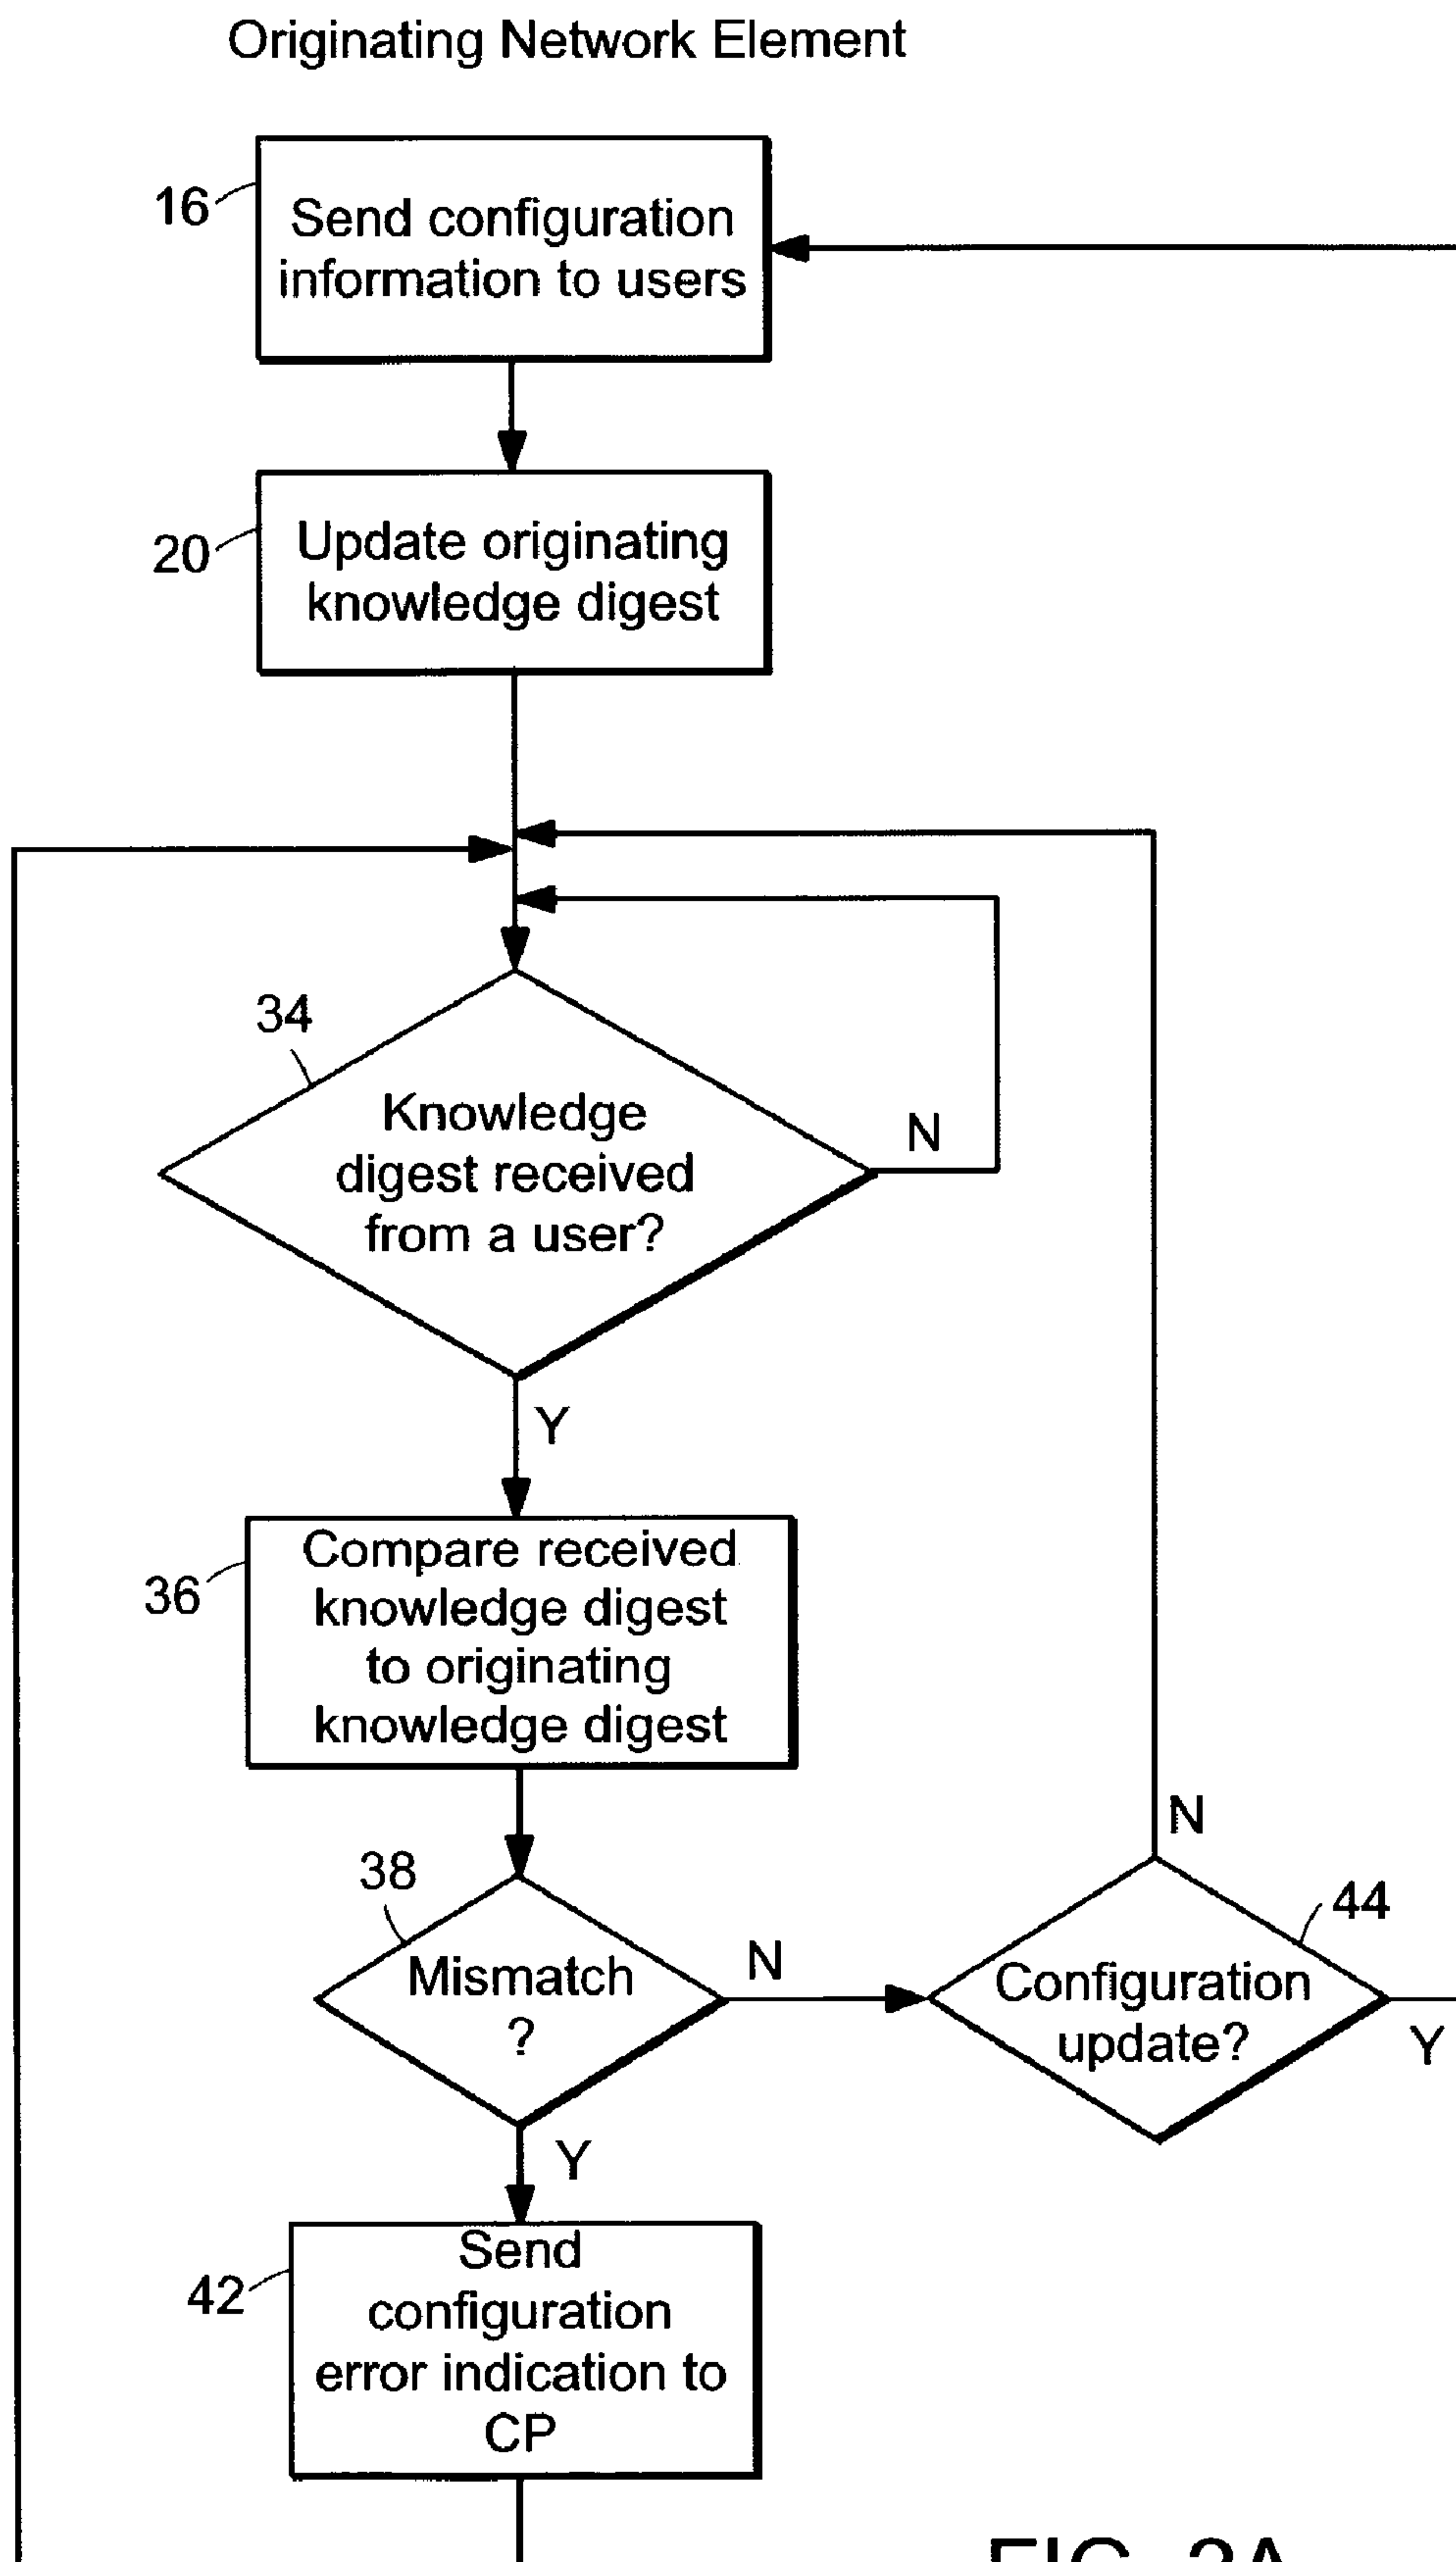 Originating Network Element
16
Send configuration
information to users
20
Update originating
knowledge digest
34
Knowledge
digest received
from a user?
N
Y
36
Compare received
knowledge digest
to originating
knowledge digest
38
Mismatch
?
N
Y
N
44
Configuration
update?
Y
42
Send
configuration
error indication to
CP
FIG. 2A